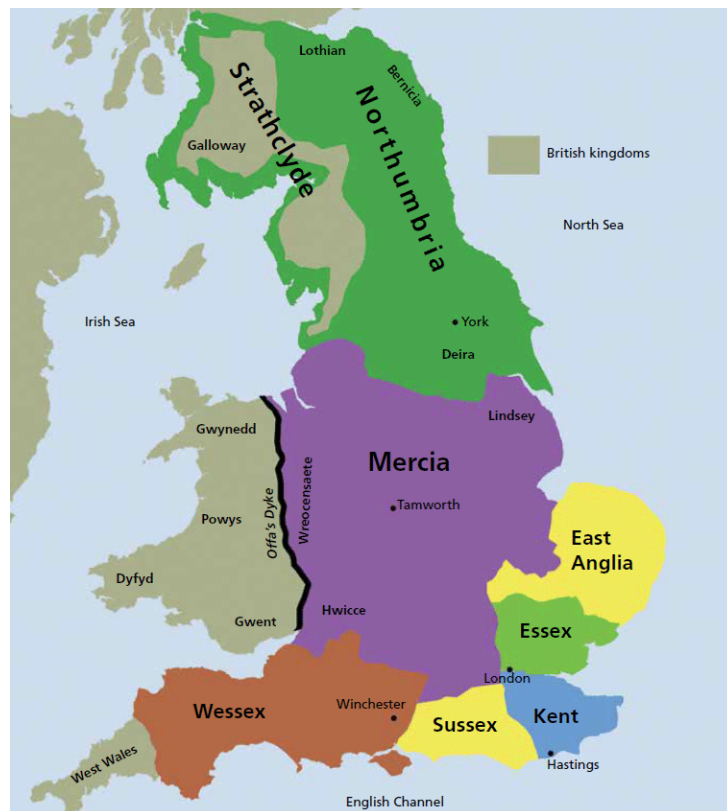 Lothian
Bernicia
Strathclyde
Northumbria
Galloway
British kingdoms
North Sea
Irish Sea
York
Deira
Lindsey
Gwynedd
Mercia
Offa's Dyke
Wreocensaete
Tamworth
Powys
East
Anglia
Dyfyd
Hwicce
Gwent
Essex
London
Wessex
Winchester
Sussex
Kent
West Wales
Hastings
English Channel